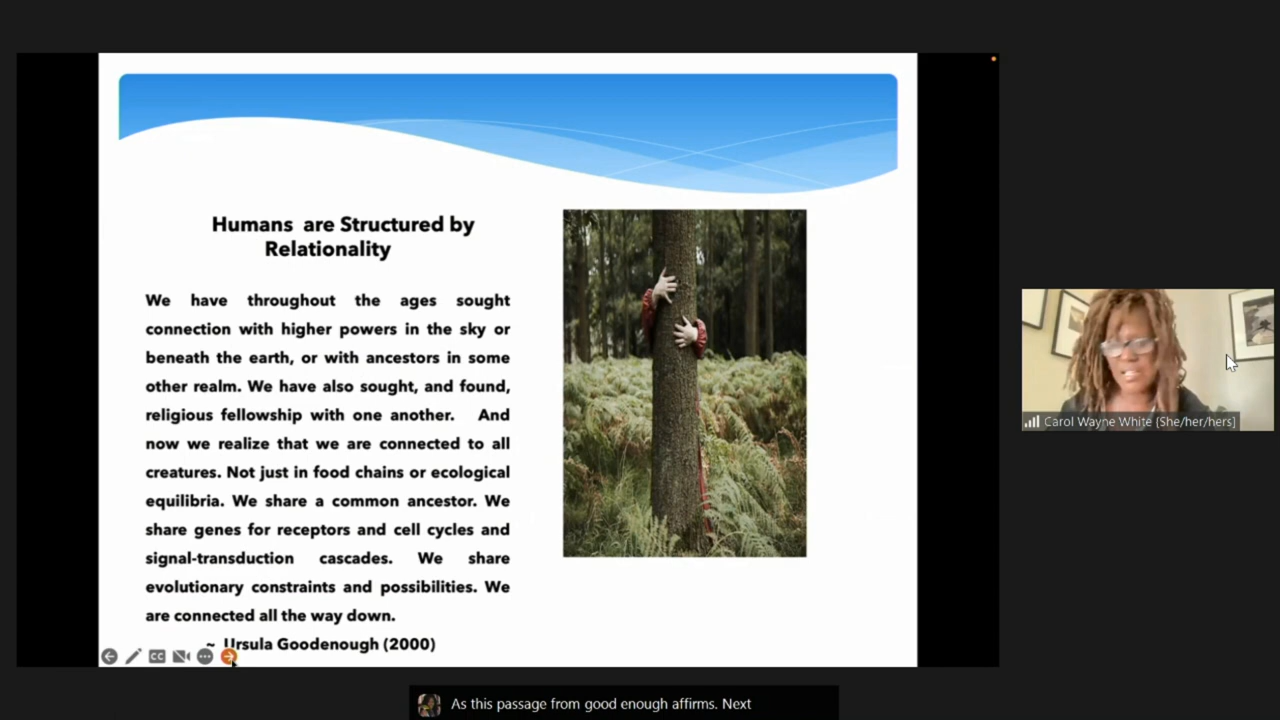 Humans are Structured by
Relationality
We have throughout the ages sought
connection with higher powers in the sky or
beneath the earth, or with ancestors in some
other realm. We have also sought, and found,
religious fellowship with one another. And
now we realize that we are connected to all
creatures. Not just in food chains or ecological
equilibria. We share a common ancestor. We
share genes for receptors and cell cycles and
signal-transduction cascades. We share
evolutionary constraints and possibilities. We
are connected all the way down.
~ Ursula Goodenough (2000)
CC
Carol Wayne White (She/her/hers)
As this passage from good enough affirms. Next